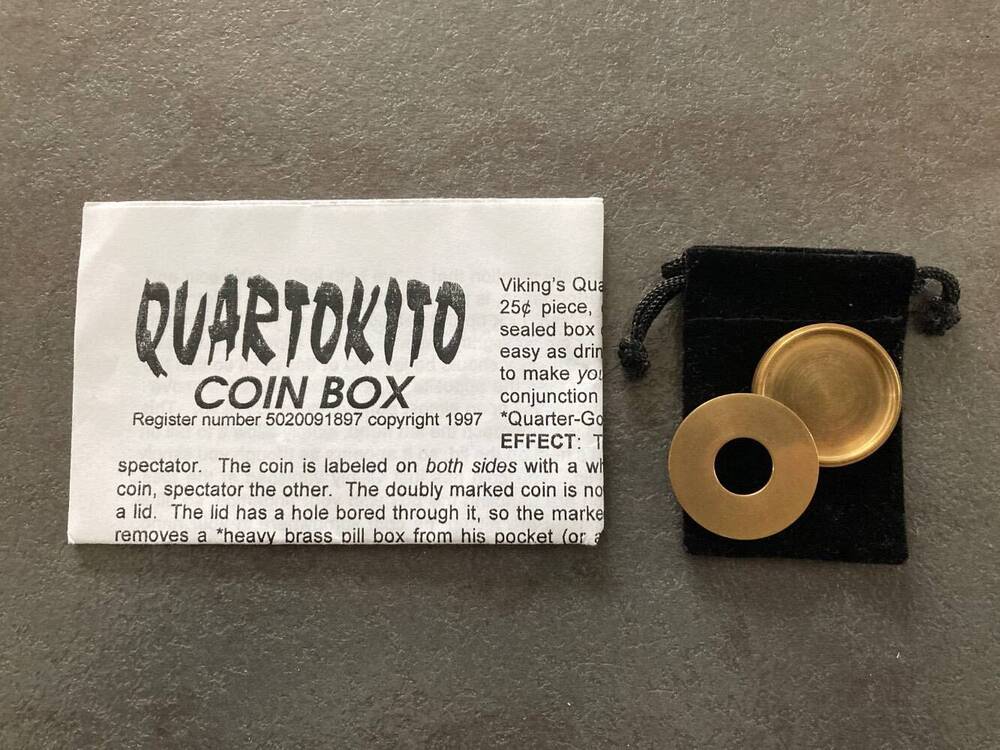 QUARTOKITO
COIN BOX
Register number 5020091897 copyright 1997
Viking's Qua
25¢ piece,
sealed box
easy as drin
to make you
conjunction
*Quarter-Go
EFFECT: T
spectator. The coin is labeled on both sides with a wh
coin, spectator the other. The doubly marked coin is no
a lid. The lid has a hole bored through it, so the marke
removes a *heavy brass pill box from his pocket (or a